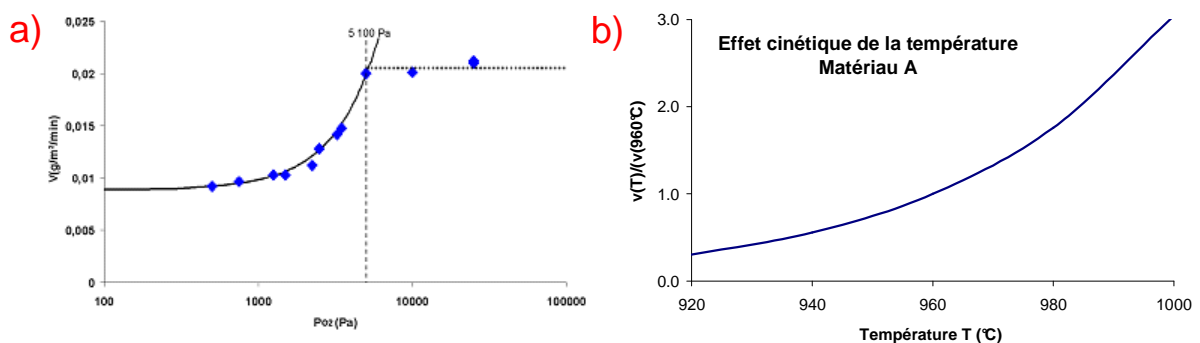 a)
0,025
0,02
0,015
0,01
0,005
0
V(g/m²/min)
5 100 Pa
100
1000
10000
100000
Po2 (Pa)
b)
3.0
2.0
1.0
0.0
v(T)/(v(960°C)
Effet cinétique de la température
Matériau A
920
940
960
980
1000
Température T (°C)